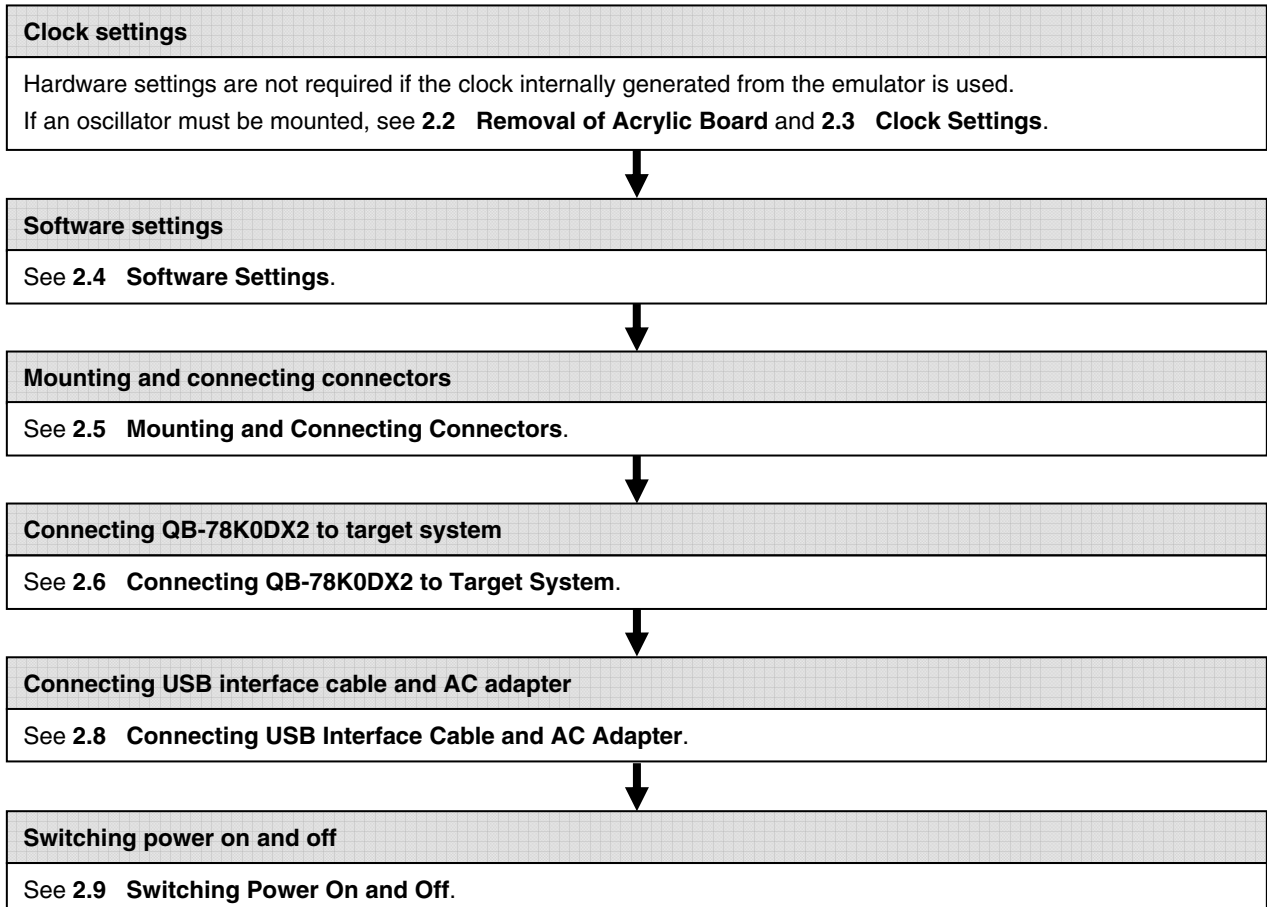 Clock settings
Hardware settings are not required if the clock internally generated from the emulator is used.
If an oscillator must be mounted, see 2.2 Removal of Acrylic Board and 2.3 Clock Settings.
Software settings
See 2.4 Software Settings.
Mounting and connecting connectors
See 2.5 Mounting and Connecting Connectors.
Connecting QB-78K0DX2 to target system
See 2.6 Connecting QB-78K0DX2 to Target System.
Connecting USB interface cable and AC adapter
See 2.8 Connecting USB Interface Cable and AC Adapter.
Switching power on and off
See 2.9 Switching Power On and Off.